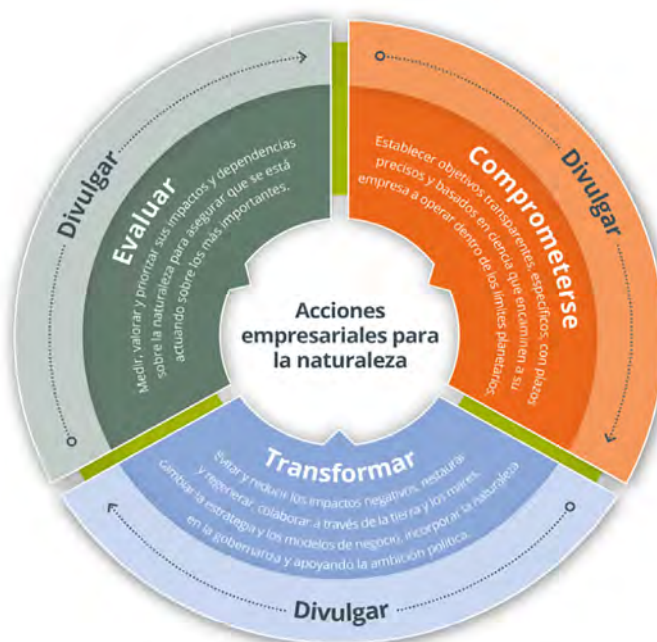 Divulgar
Evaluar
Medir, valorar y priorizar sus impactos y dependencias
sobre la naturaleza para asegurar que se está
actuando sobre los más importantes.
Divulgar
Comprometerse
Establecer objetivos transparentes, específicos, con plazos
precisos y basados en ciencia que encaminen a su
empresa a operar dentro de los límites planetarios.
Acciones
empresariales para
la naturaleza
Transformar
Evitar y reducir los impactos negativos, restaurar
y regenerar, colaborar a través de la tierra y los mares,
cambiar la estrategia y los modelos de negocio, incorporar la naturaleza
en la gobernanza y apoyando la ambición política.
Divulgar